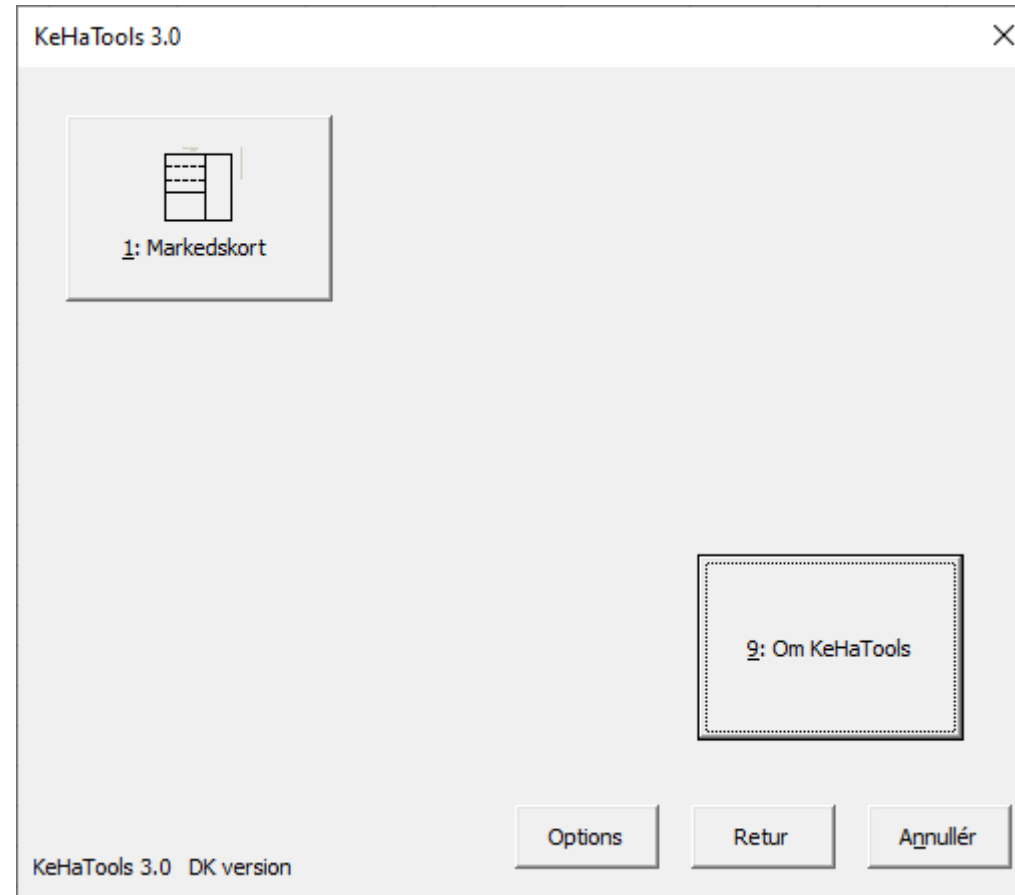 KeHaTools 3.0
1: Markedskort
9: Om KeHaTools
Options
Retur
Annullér
KeHaTools 3.0 DK version